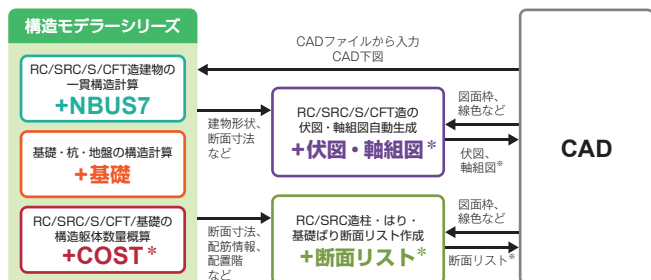 構造モデラーシリーズ
RC/SRC/S/CFT造建物の
一貫構造計算
+NBUS7
基礎・杭・地盤の構造計算
+基礎
RC/SRC/S/CFT/基礎の
構造躯体数量概算
+COST*
CADファイルから入力
CAD下図
建物形状、
断面寸法
など
RC/SRC/S/CFT造の
伏図・軸組図自動生成
+伏図・軸組図*
図面枠、
線色など
伏図、
軸組図※
断面寸法、
配筋情報、
配置階
など
RC/SRC造柱・はり・
基礎ばり断面リスト作成
+断面リスト*
図面枠、
線色など
断面リスト※
CAD